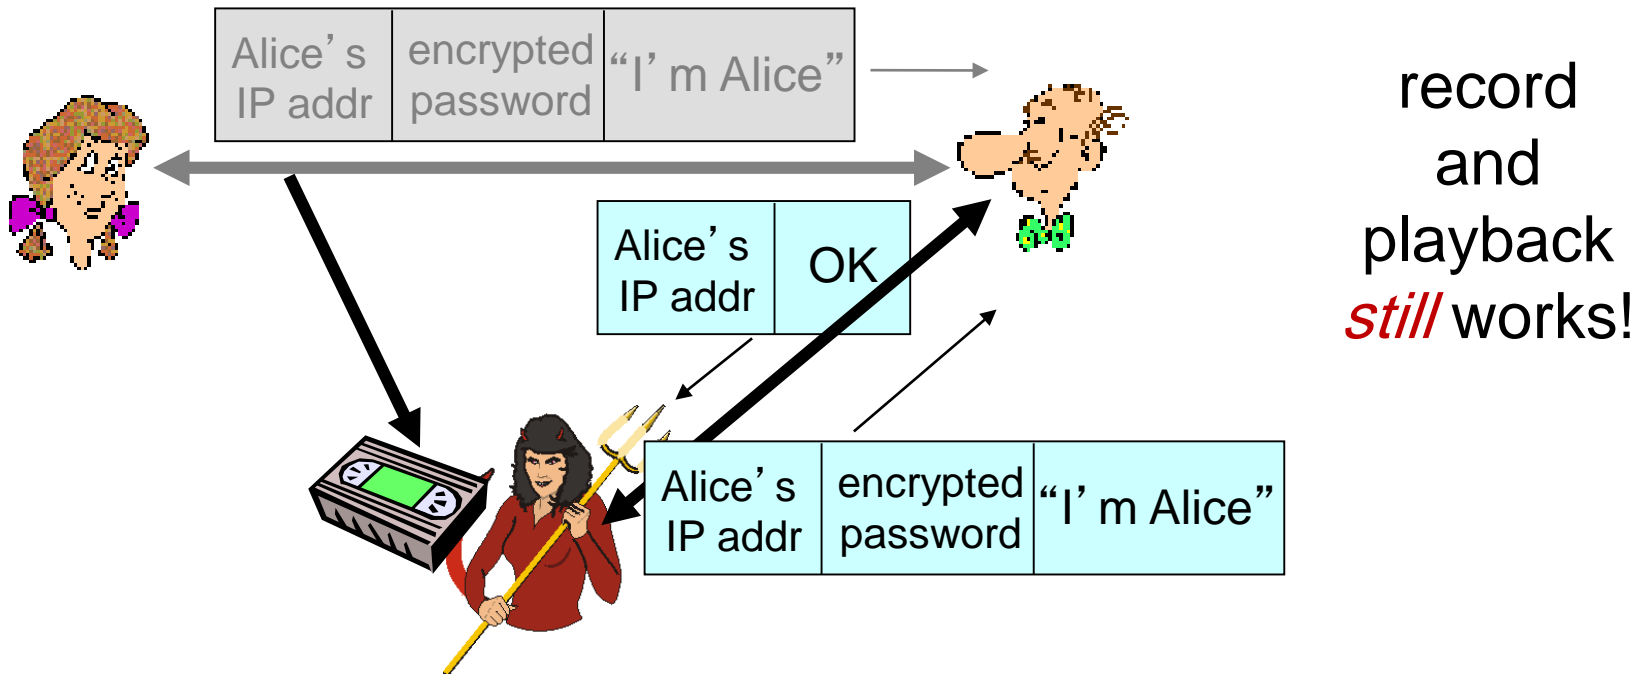 Alice’s
IP addr
encrypted
password
“I’m Alice”
record
and
playback
still works!
Alice’s
IP addr
OK
Alice’s
IP addr
encrypted
password
“I’m Alice”